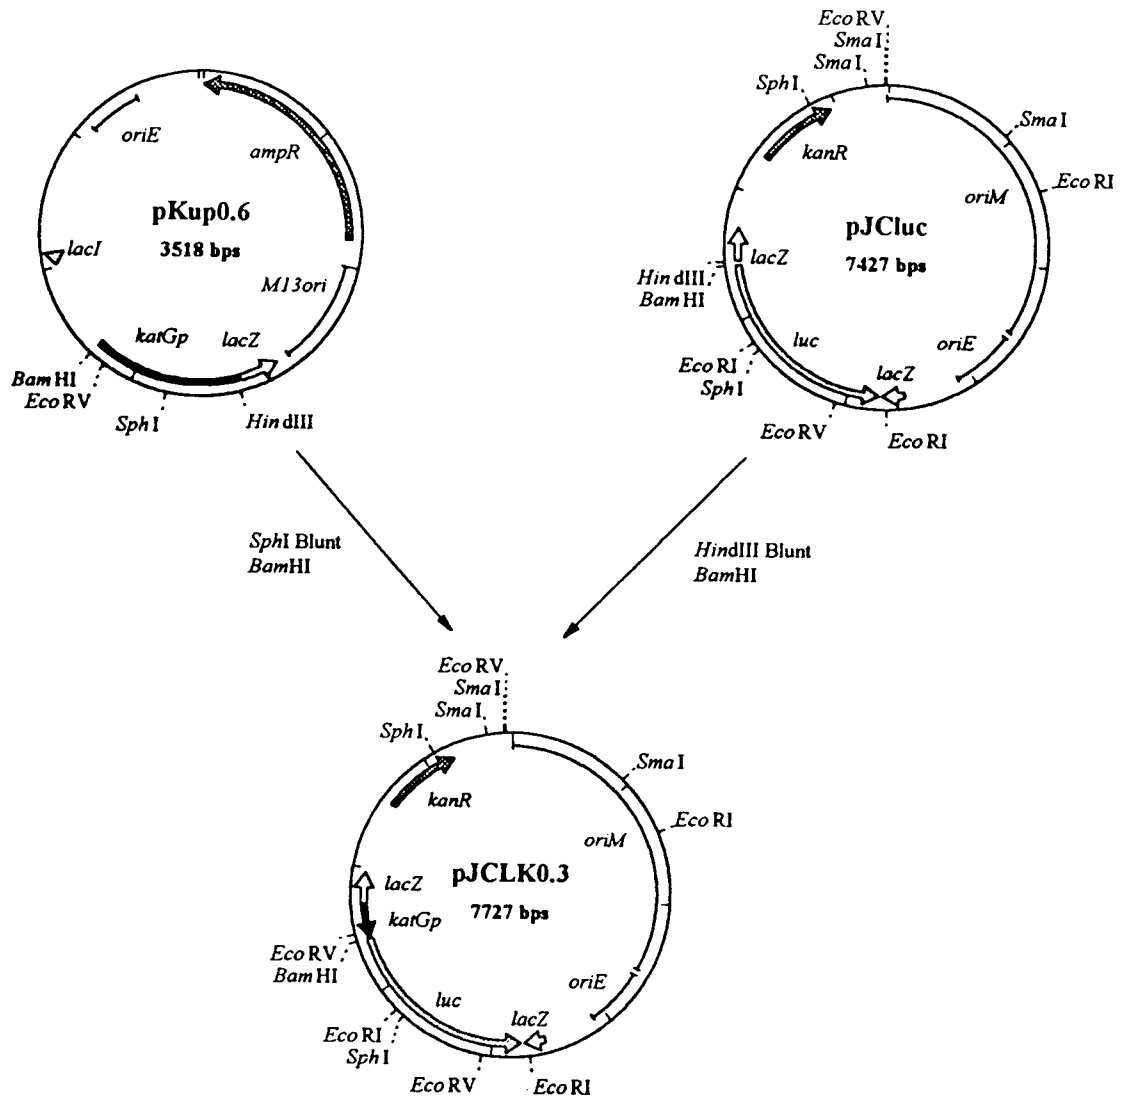 EcoRV
SmaI
SmaI
SphI
kanR
SmaI
EcoRI
oriM
pJCluc
7427 bps
lacZ
HindIII
BamHI
luc
EcoRI
SphI
oriE
lacZ
EcoRV
EcoRI
oriE
ampR
pKup0.6
3518 bps
lacI
M13ori
katGp
lacZ
BamHI
EcoRV
SphI
HindIII
SphI Blunt
BamHI
HindIII Blunt
BamHI
EcoRV
SmaI
SmaI
SphI
SmaI
kanR
EcoRI
oriM
pJCLK0.3
7727 bps
lacZ
katGp
EcoRV
BamHI
luc
oriE
lacZ
EcoRI
SphI
EcoRV
EcoRI